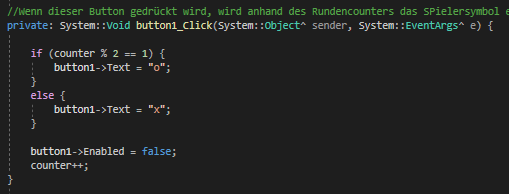 //Wenn dieser Button gedrückt wird, wird anhand des Rundencounters das SPielersymbol
private: System::Void button1_Click(System::Object^ sender, System::EventArgs^ e) {
if (counter % 2 == 1) {
button1->Text = "o";
}
else {
button1->Text = "x";
}
button1->Enabled = false;
counter++;
}